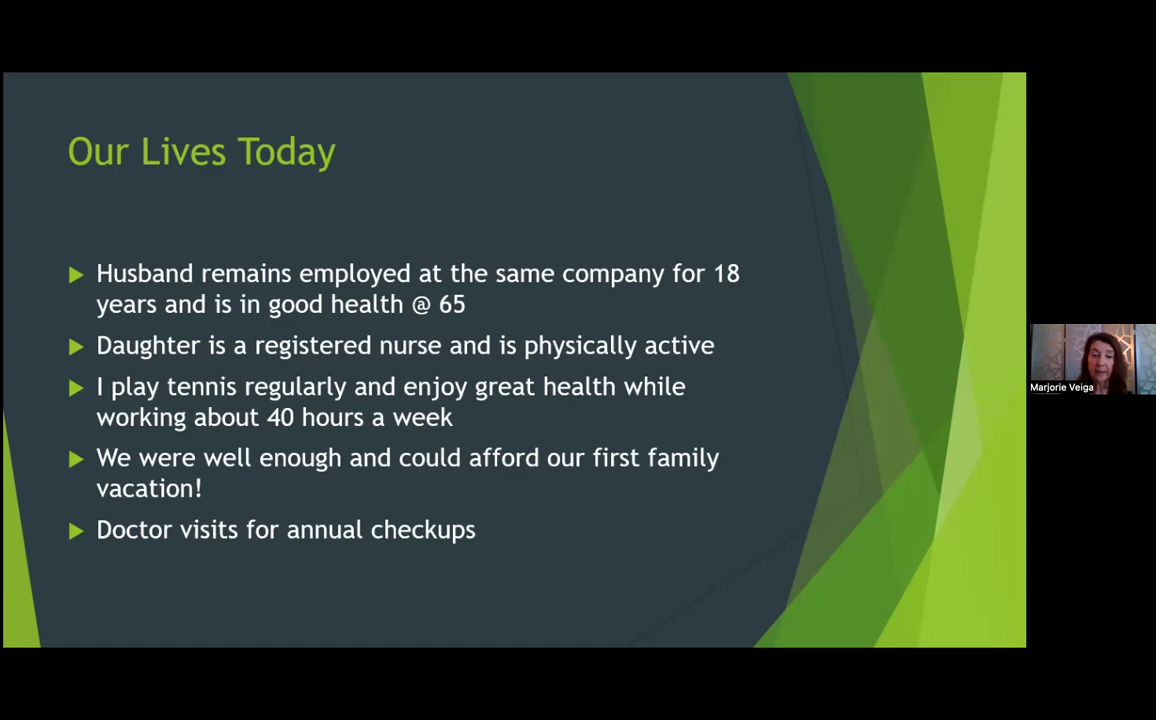 Our Lives Today
Husband remains employed at the same company for 18
years and is in good health @ 65
Daughter is a registered nurse and is physically active
I play tennis regularly and enjoy great health while
working about 40 hours a week
We were well enough and could afford our first family
vacation!
Doctor visits for annual checkups
Marjorie Veiga